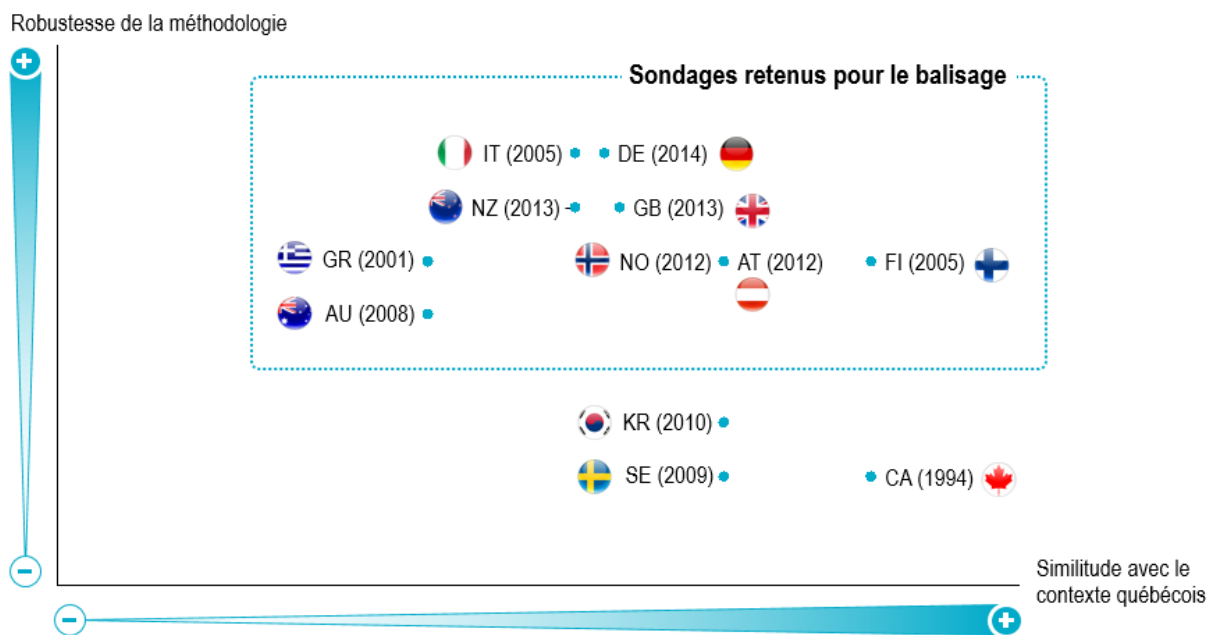 Robustesse de la méthodologie
Sondages retenus pour le balisage
IT (2005)
DE (2014)
NZ (2013)
GB (2013)
GR (2001)
NO (2012)
AT (2012)
FI (2005)
AU (2008)
KR (2010)
SE (2009)
CA (1994)
Similitude avec le
contexte québécois